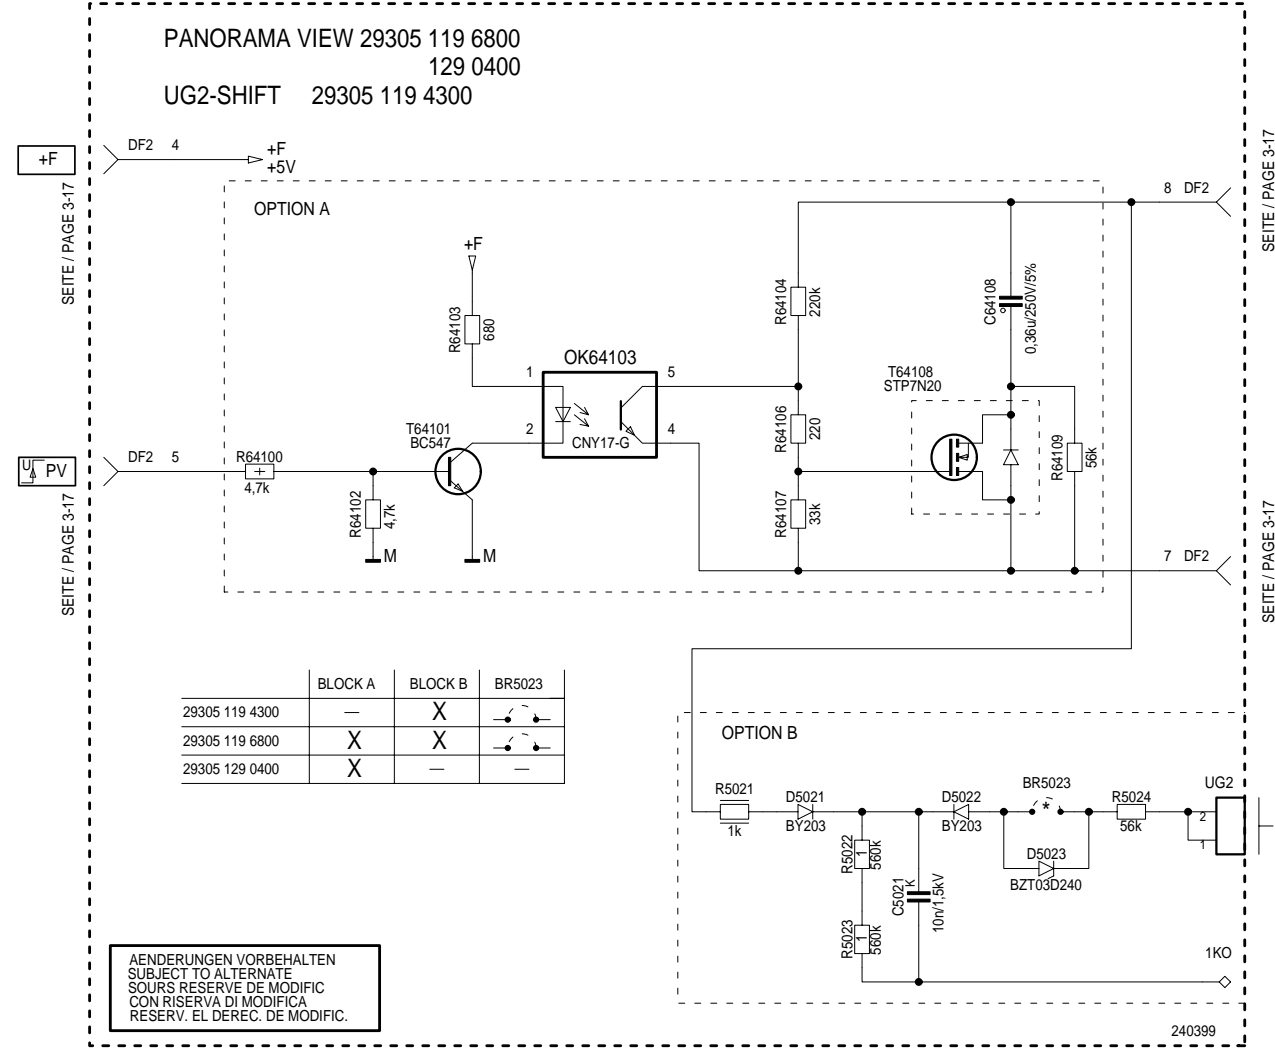 PANORAMA VIEW 29305 119 6800
129 0400
UG2-SHIFT 29305 119 4300
+F
DF2 4
+F
+5V
SEITE / PAGE 3-17
8 DF2
SEITE / PAGE 3-17
OPTION A
+F
R64103
680
R64104
220k
C64108
0,36u/250V/5%
OK64103
1
5
2
4
CNY17-G
T64108
STP7N20
T64101
BC547
R64106
220
R64109
56k
U PV
DF2 5
R64100
4,7k
R64102
4,7k
M
M
R64107
33k
7 DF2
SEITE / PAGE 3-17
SEITE / PAGE 3-17
BLOCK A BLOCK B BR5023
29305 119 4300 — X
29305 119 6800 X X
29305 129 0400 X — —
OPTION B
R5021
1k
D5021
BY203
D5022
BY203
BR5023
*
R5024
56k
UG2
2
1
D5023
BZT03D240
R5022
1
560k
C5021
K
10n/1,5kV
R5023
1
560k
1KO
AENDERUNGEN VORBEHALTEN
SUBJECT TO ALTERNATE
SOURS RESERVE DE MODIFIC
CON RISERVA DI MODIFICA
RESERV. EL DEREC. DE MODIFIC.
240399